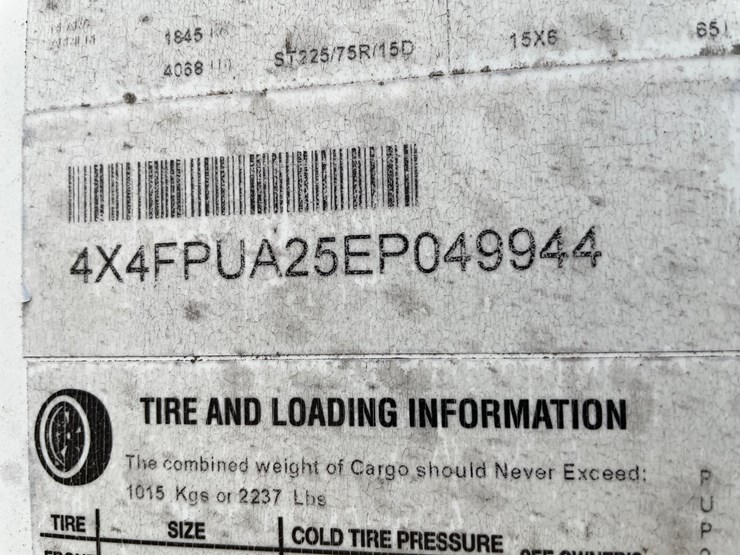 1845
4068 ST225/75R/15D 15X6 65
4X4FPUA25EP049944
TIRE AND LOADING INFORMATION
The combined weight of Cargo should Never Exceed:
1015 Kgs or 2237 Lbs
TIRE SIZE COLD TIRE PRESSURE
P
U
P